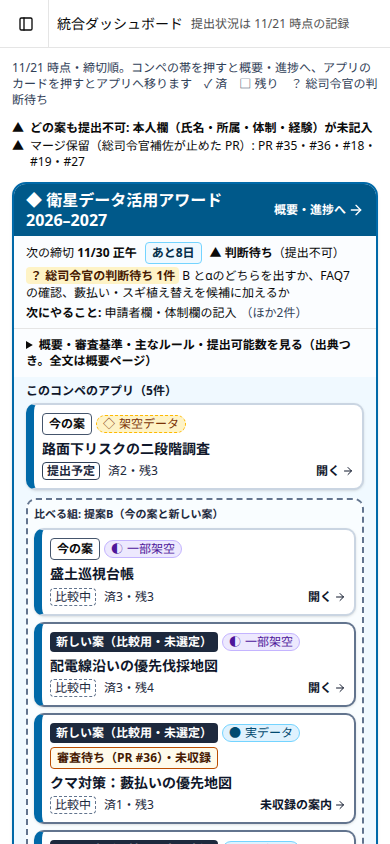 統合ダッシュボード 提出状況は 11/21 時点の記録
11/21 時点・締切順。コンペの帯を押すと概要・進捗へ、アプリの
カードを押すとアプリへ移ります ✓済 □残り ？総司令官の判
断待ち
▲ どの案も提出不可: 本人欄（氏名・所属・体制・経験）が未記入
▲ マージ保留（総司令官補佐が止めた PR）: PR #35・#36・#18・
#19・#27
◆ 衛星データ活用アワード
2026–2027
概要・進捗へ →
次の締切 11/30 正午 あと8日 ▲ 判断待ち（提出不可）
？ 総司令官の判断待ち 1件 B とαのどちらを出すか、FAQ7
の確認、藪払い・スギ植え替えを候補に加えるか
次にやること: 申請者欄・体制欄の記入 （ほか2件）
▶ 概要・審査基準・主なルール・提出可能数を見る（出典つ
き。全文は概要ページ）
このコンペのアプリ（5件）
今の案 ◇ 架空データ
路面下リスクの二段階調査
提出予定 済2・残3 開く →
比べる組: 提案B（今の案と新しい案）
今の案 ◐ 一部架空
盛土巡視台帳
比較中 済3・残3 開く →
新しい案（比較用・未選定） ◐ 一部架空
配電線沿いの優先伐採地図
比較中 済3・残4 開く →
新しい案（比較用・未選定） ● 実データ
審査待ち（PR #36）・未収録
クマ対策：藪払いの優先地図
比較中 済1・残3 未収録の案内 →